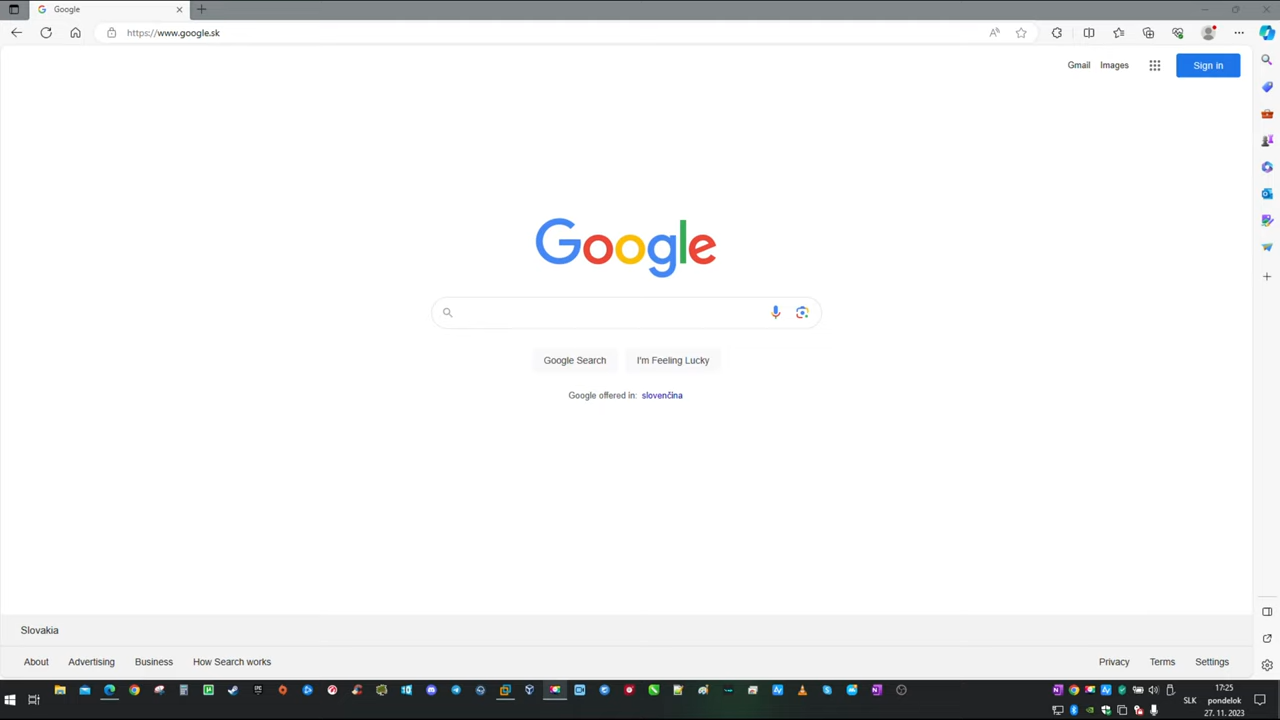 Google
https://www.google.sk
Gmail
Images
Sign in
Google
Google Search
I'm Feeling Lucky
Google offered in: slovenčina
Slovakia
About
Advertising
Business
How Search works
Privacy
Terms
Settings
SLK
17:25
pondelok
27. 11. 2023